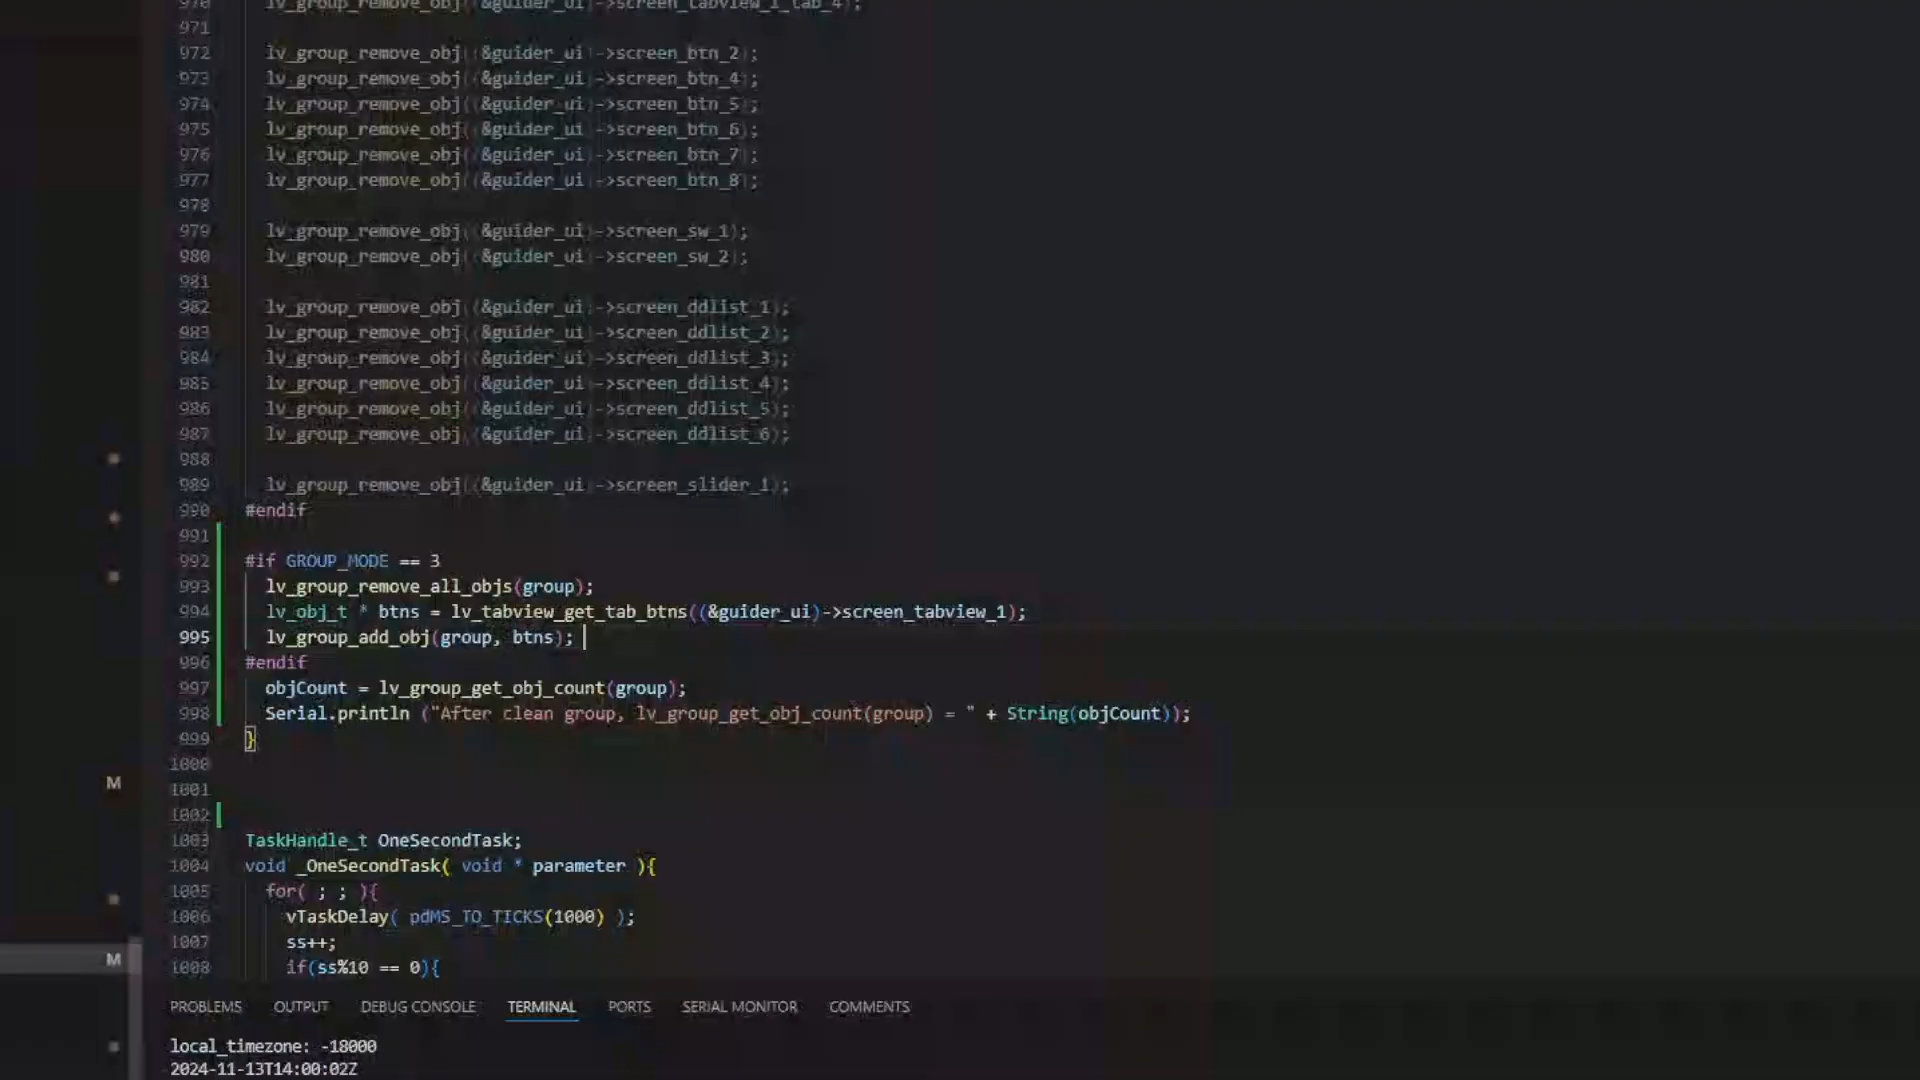 970 lv_group_remove_obj((&guider_ui)->screen_tabview_1_tab_4);
971
972 lv_group_remove_obj((&guider_ui)->screen_btn_2);
973 lv_group_remove_obj((&guider_ui)->screen_btn_4);
974 lv_group_remove_obj((&guider_ui)->screen_btn_5);
975 lv_group_remove_obj((&guider_ui)->screen_btn_6);
976 lv_group_remove_obj((&guider_ui)->screen_btn_7);
977 lv_group_remove_obj((&guider_ui)->screen_btn_8);
978
979 lv_group_remove_obj((&guider_ui)->screen_sw_1);
980 lv_group_remove_obj((&guider_ui)->screen_sw_2);
981
982 lv_group_remove_obj((&guider_ui)->screen_ddlist_1);
983 lv_group_remove_obj((&guider_ui)->screen_ddlist_2);
984 lv_group_remove_obj((&guider_ui)->screen_ddlist_3);
985 lv_group_remove_obj((&guider_ui)->screen_ddlist_4);
986 lv_group_remove_obj((&guider_ui)->screen_ddlist_5);
987 lv_group_remove_obj((&guider_ui)->screen_ddlist_6);
988
989 lv_group_remove_obj((&guider_ui)->screen_slider_1);
990 #endif
991
992 #if GROUP_MODE == 3
993 lv_group_remove_all_objs(group);
994 lv_obj_t * btns = lv_tabview_get_tab_btns((&guider_ui)->screen_tabview_1);
995 lv_group_add_obj(group, btns);
996 #endif
997 objCount = lv_group_get_obj_count(group);
998 Serial.println ("After clean group, lv_group_get_obj_count(group) = " + String(objCount));
999 }
1000
1001
M
1002
1003 TaskHandle_t OneSecondTask;
1004 void _OneSecondTask( void * parameter ){
1005 for( ; ; ){
1006 vTaskDelay( pdMS_TO_TICKS(1000) );
1007 ss++;
M
1008 if(ss%10 == 0){
PROBLEMS OUTPUT DEBUG CONSOLE TERMINAL PORTS SERIAL MONITOR COMMENTS
local_timezone: -18000
2024-11-13T14:00:02Z